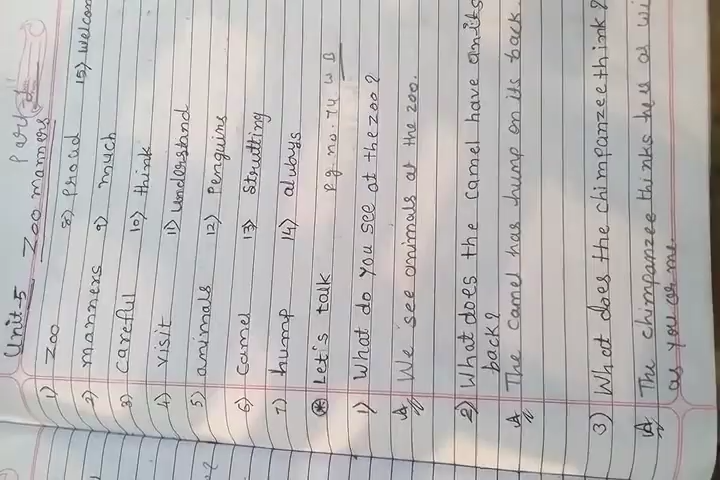 Unit-5 Zoo manners Part
1) Zoo 8) Proud 15) Welcom
2) manners 9) much
3) careful 10) think
4) visit 11) understand
5) animals 12) Penguins
6) camel 13) Strutting
7) hump 14) always
Let's talk Pg no. 74 WB
1) What do you see at the zoo?
A We see animals at the zoo.
2) What does the camel have on its
back?
A The camel has hump on its back
3) What does the chimpanzee think?
A The chimpanzee thinks he is as wi
as you or me.